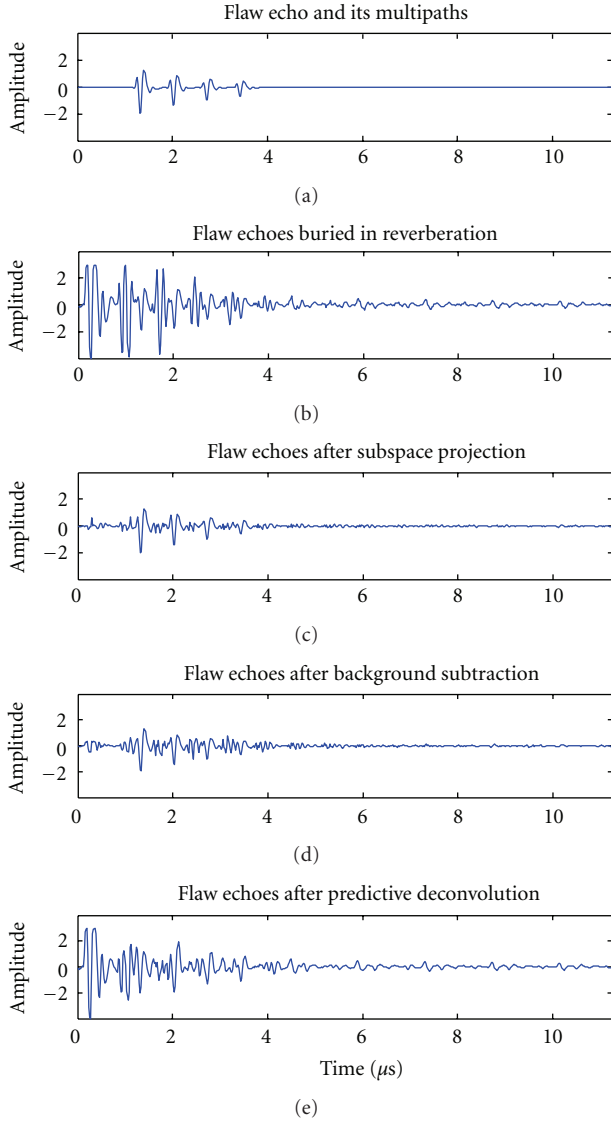 Flaw echo and its multipaths
Amplitude
2
0
−2
0 2 4 6 8 10
(a)
Flaw echoes buried in reverberation
Amplitude
2
0
−2
0 2 4 6 8 10
(b)
Flaw echoes after subspace projection
Amplitude
2
0
−2
0 2 4 6 8 10
(c)
Flaw echoes after background subtraction
Amplitude
2
0
−2
0 2 4 6 8 10
(d)
Flaw echoes after predictive deconvolution
Amplitude
2
0
−2
0 2 4 6 8 10
Time (μs)
(e)